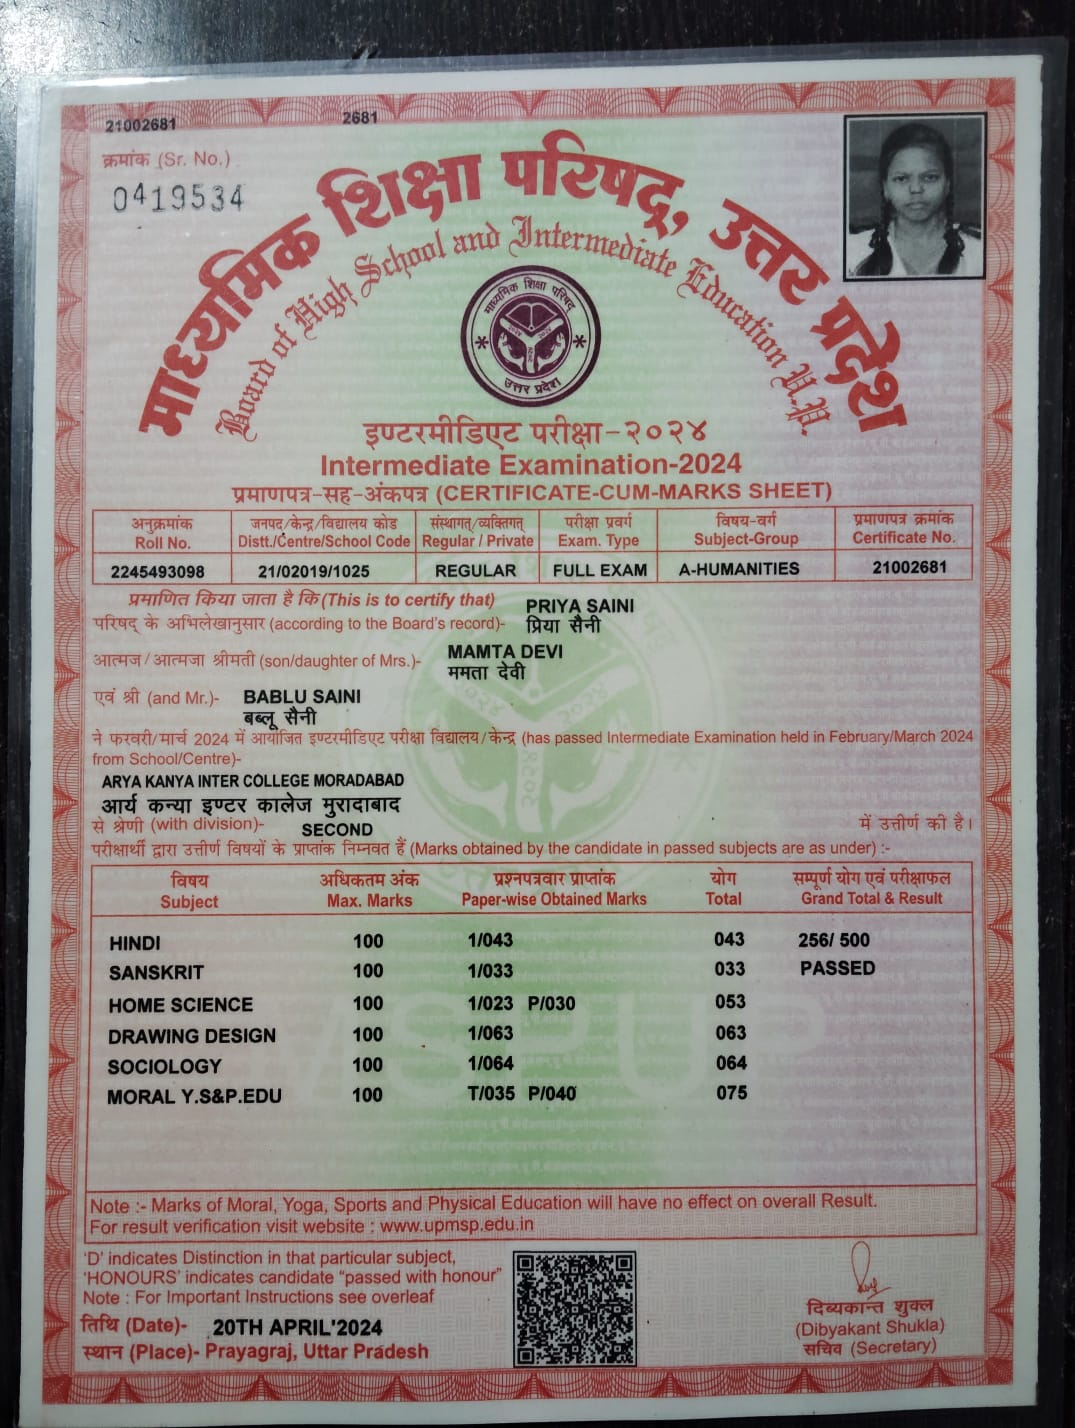 21002681 2681
क्रमांक (Sr. No.)
0419534
माध्यमिक शिक्षा परिषद्, उत्तर प्रदेश
Board of High School and Intermediate Education U.P.
माध्यमिक शिक्षा परिषद्
उत्तर प्रदेश
इण्टरमीडिएट परीक्षा-२०२४
Intermediate Examination-2024
प्रमाणपत्र-सह-अंकपत्र (CERTIFICATE-CUM-MARKS SHEET)
अनुक्रमांक जनपद/केन्द्र/विद्यालय कोड संस्थागत्/व्यक्तिगत् परीक्षा प्रवर्ग विषय-वर्ग प्रमाणपत्र क्रमांक
Roll No. Distt./Centre/School Code Regular / Private Exam. Type Subject-Group Certificate No.
2245493098 21/02019/1025 REGULAR FULL EXAM A-HUMANITIES 21002681
प्रमाणित किया जाता है कि (This is to certify that) PRIYA SAINI
परिषद् के अभिलेखानुसार (according to the Board's record)- प्रिया सैनी
आत्मज/आत्मजा श्रीमती (son/daughter of Mrs.)- MAMTA DEVI
ममता देवी
एवं श्री (and Mr.)- BABLU SAINI
बब्लू सैनी
ने फरवरी/मार्च 2024 में आयोजित इण्टरमीडिएट परीक्षा विद्यालय/केन्द्र (has passed Intermediate Examination held in February/March 2024
from School/Centre)-
ARYA KANYA INTER COLLEGE MORADABAD
आर्य कन्या इण्टर कालेज मुरादाबाद
से श्रेणी (with division)- SECOND में उत्तीर्ण की है।
परीक्षार्थी द्वारा उत्तीर्ण विषयों के प्राप्तांक निम्नवत हैं (Marks obtained by the candidate in passed subjects are as under) :-
विषय अधिकतम अंक प्रश्नपत्रवार प्राप्तांक योग सम्पूर्ण योग एवं परीक्षाफल
Subject Max. Marks Paper-wise Obtained Marks Total Grand Total & Result
HINDI 100 1/043 043 256/ 500
SANSKRIT 100 1/033 033 PASSED
HOME SCIENCE 100 1/023 P/030 053
DRAWING DESIGN 100 1/063 063
SOCIOLOGY 100 1/064 064
MORAL Y.S&P.EDU 100 T/035 P/040 075
Note :- Marks of Moral, Yoga, Sports and Physical Education will have no effect on overall Result.
For result verification visit website : www.upmsp.edu.in
'D' indicates Distinction in that particular subject,
'HONOURS' indicates candidate "passed with honour"
Note : For Important Instructions see overleaf
तिथि (Date)- 20TH APRIL'2024
स्थान (Place)- Prayagraj, Uttar Pradesh
दिब्यकान्त शुक्ल
(Dibyakant Shukla)
सचिव (Secretary)